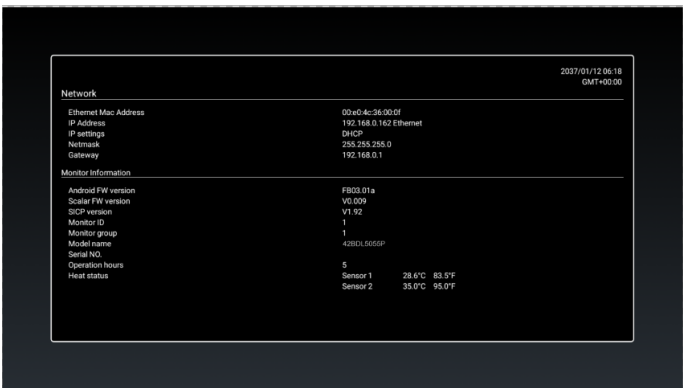 2037/01/12 06:18
GMT+00:00
Network
Ethernet Mac Address 00:e0:4c:36:00:0f
IP Address 192.168.0.162 Ethernet
IP settings DHCP
Netmask 255.255.255.0
Gateway 192.168.0.1
Monitor Information
Android FW version FB03.01a
Scalar FW version V0.009
SICP version V1.92
Monitor ID 1
Monitor group 1
Model name 42BDL5055P
Serial NO.
Operation hours 5
Heat status Sensor 1 28.6°C 83.5°F
Sensor 2 35.0°C 95.0°F